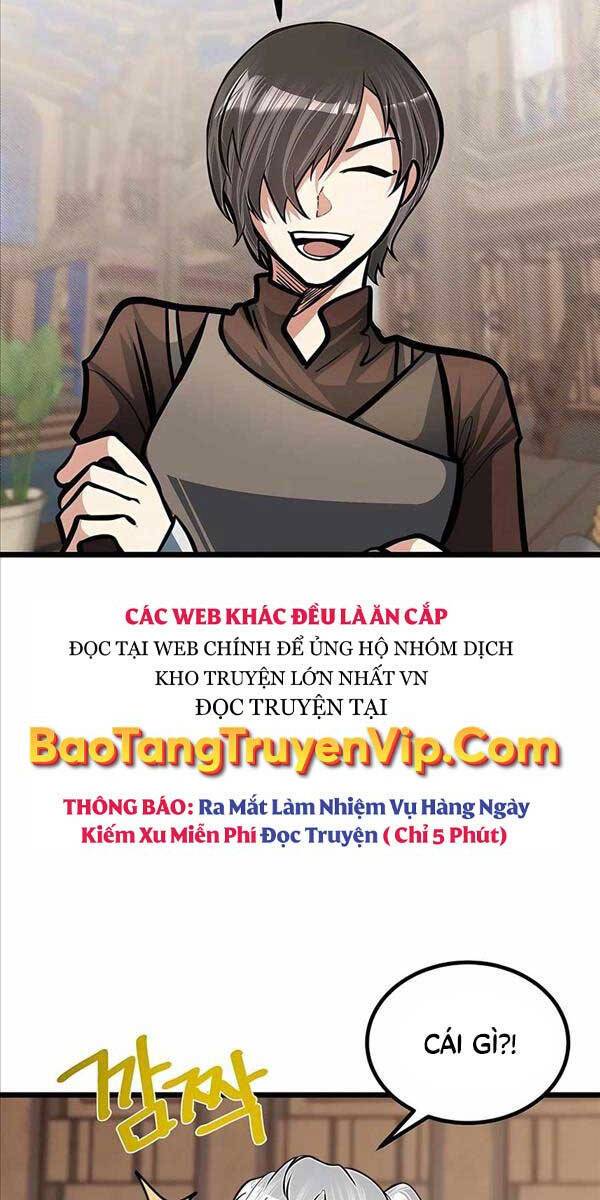 CÁC WEB KHÁC ĐỀU LÀ ĂN CẮP
ĐỌC TẠI WEB CHÍNH ĐỂ ỦNG HỘ NHÓM DỊCH
KHO TRUYỆN LỚN NHẤT VN
ĐỌC TRUYỆN TẠI
BaoTangTruyenVip.Com
THÔNG BÁO: Ra Mắt Làm Nhiệm Vụ Hàng Ngày
Kiếm Xu Miễn Phí Đọc Truyện ( Chỉ 5 Phút)
CÁI GÌ?!
깜짝